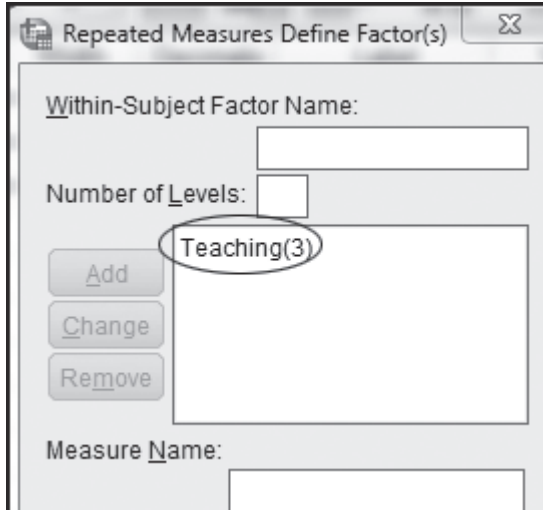 Repeated Measures Define Factor(s)
Within-Subject Factor Name:
Number of Levels:
Teaching(3)
Add
Change
Remove
Measure Name: